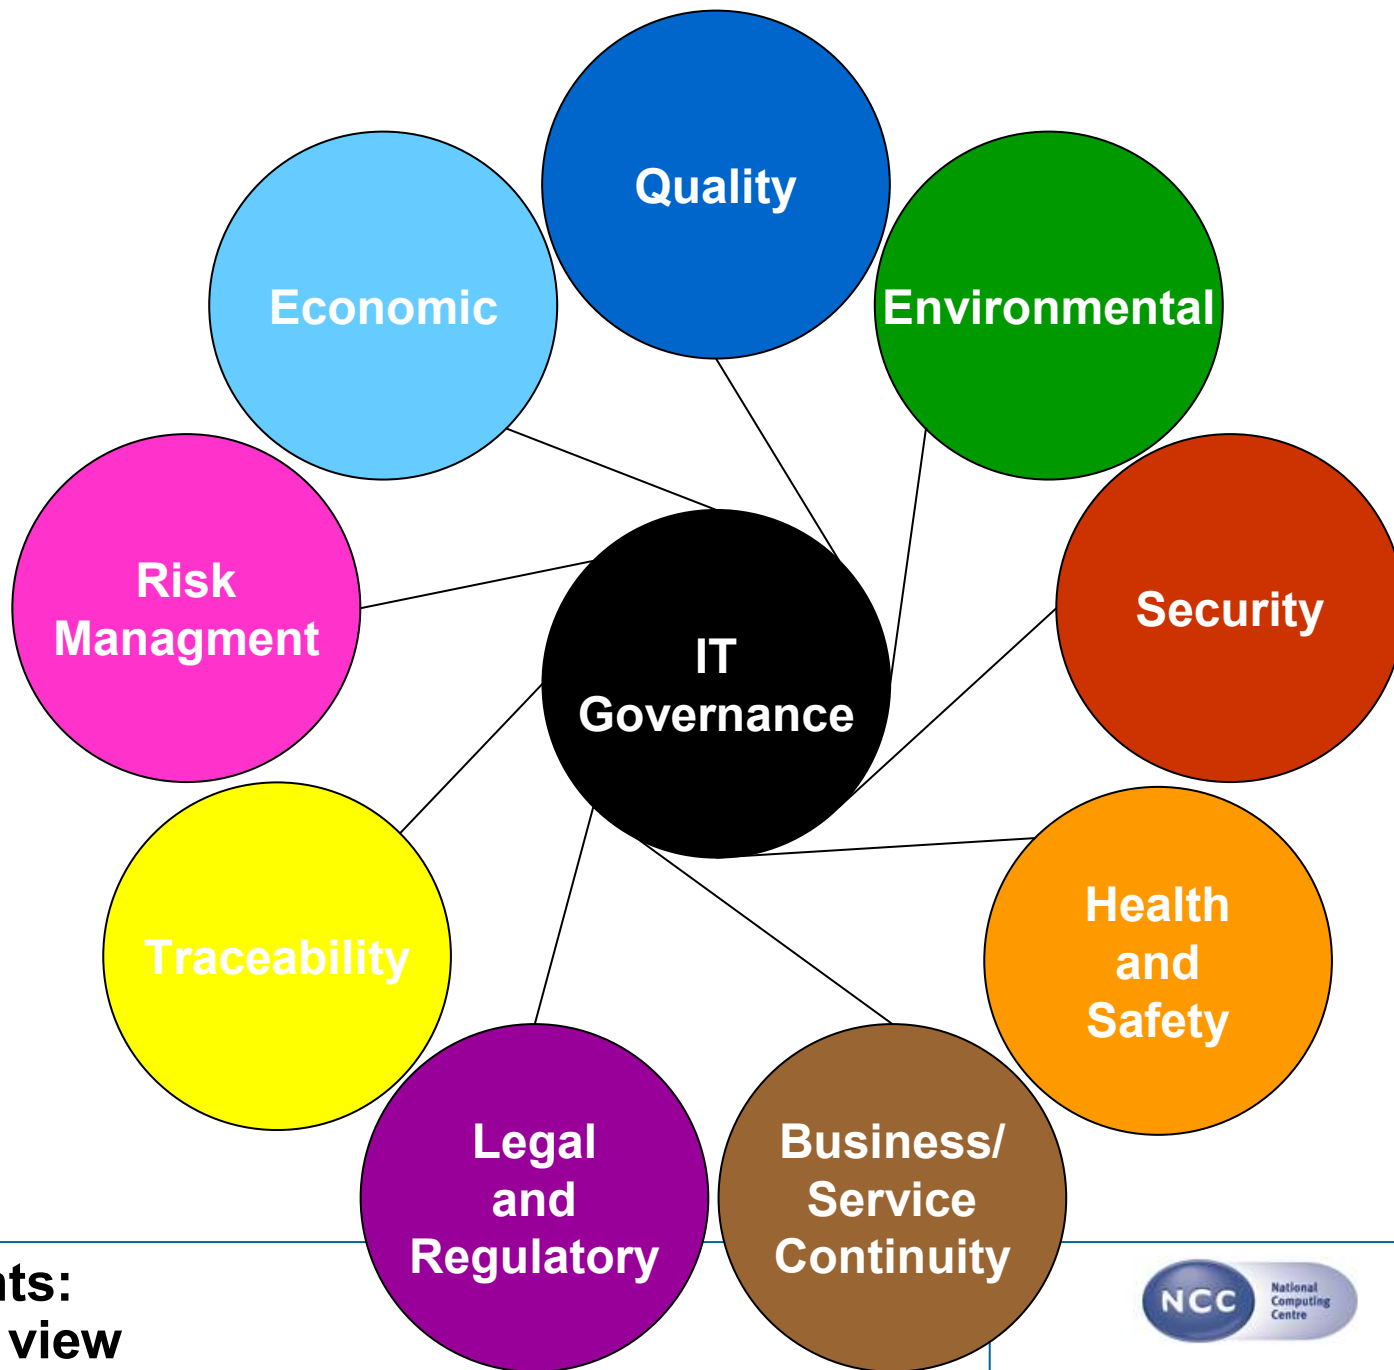 Quality
Economic
Environmental
Risk
Managment
Security
IT
Governance
Health
and
Safety
Traceability
Legal
and
Regulatory
Business/
Service
Continuity
nts:
view
NCC
National
Computing
Centre